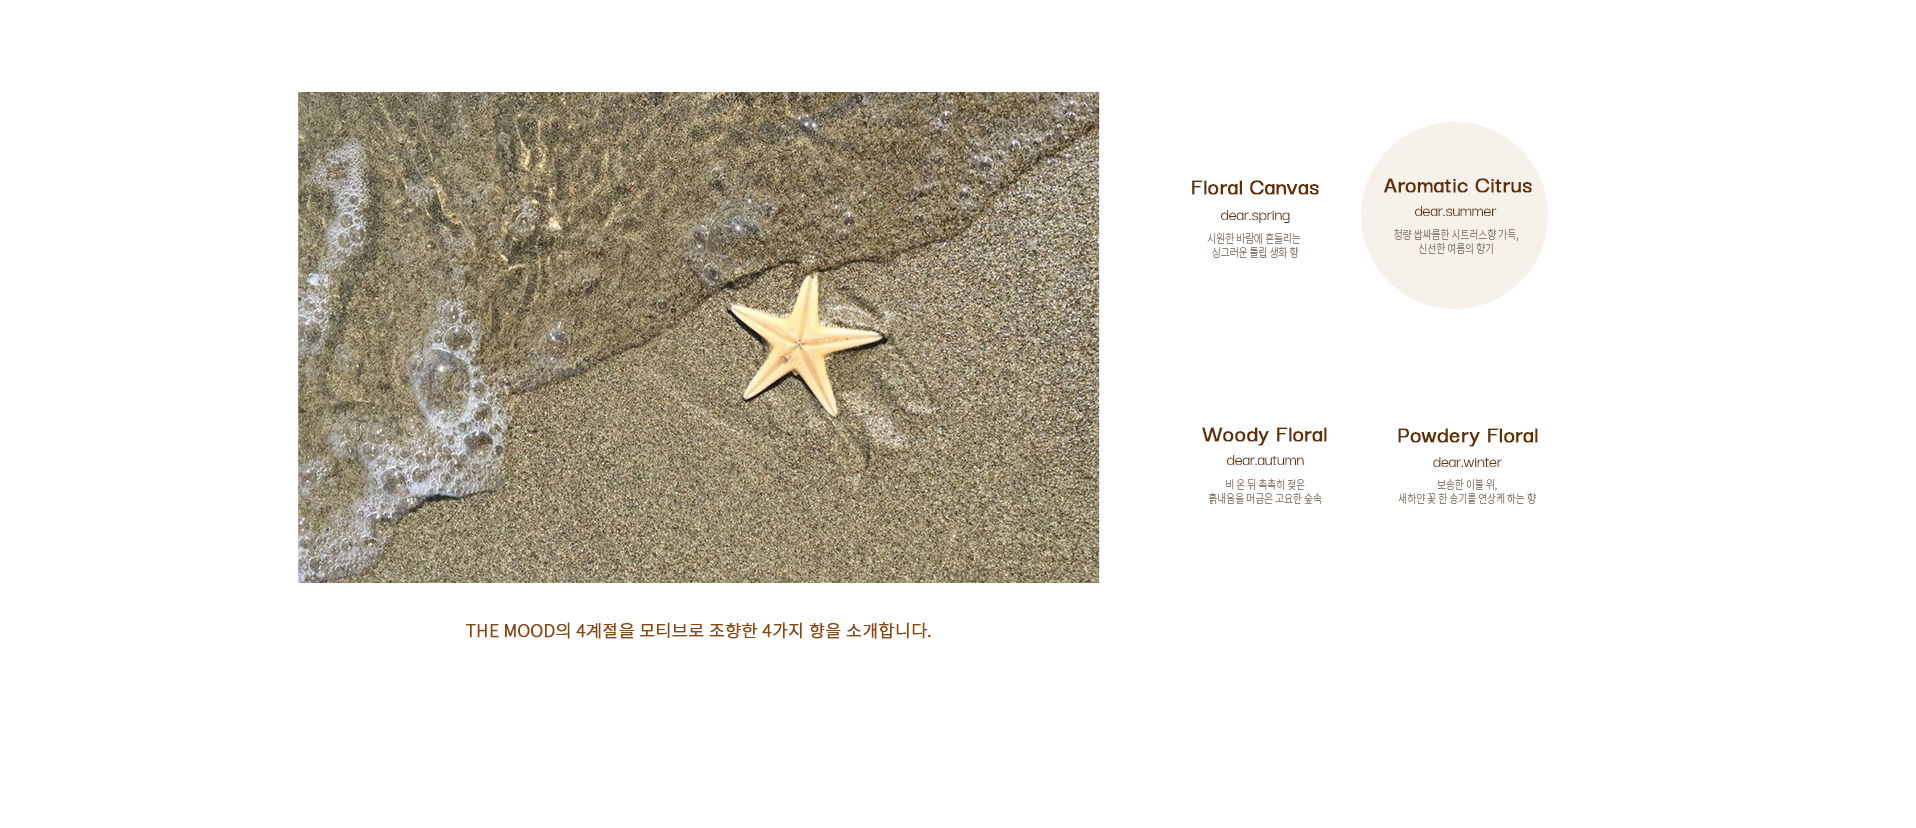 Floral Canvas
dear.spring
시원한 바람에 흔들리는
싱그러운 튤립 생화 향
Aromatic Citrus
dear.summer
청량 쌉싸름한 시트러스향 가득,
신선한 여름의 향기
Woody Floral
dear.autumn
비 온 뒤 촉촉히 젖은
흙내음을 머금은 고요한 숲속
Powdery Floral
dear.winter
보송한 이불 위,
새하얀 꽃 한 송기를 연상케 하는 향
THE MOOD의 4계절을 모티브로 조향한 4가지 향을 소개합니다.